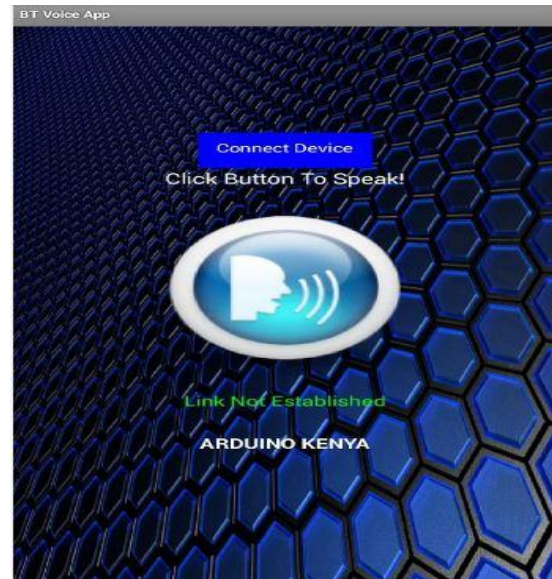 BT Voice App
Connect Device
Click Button To Speak!
Link Not Established
ARDUINO KENYA